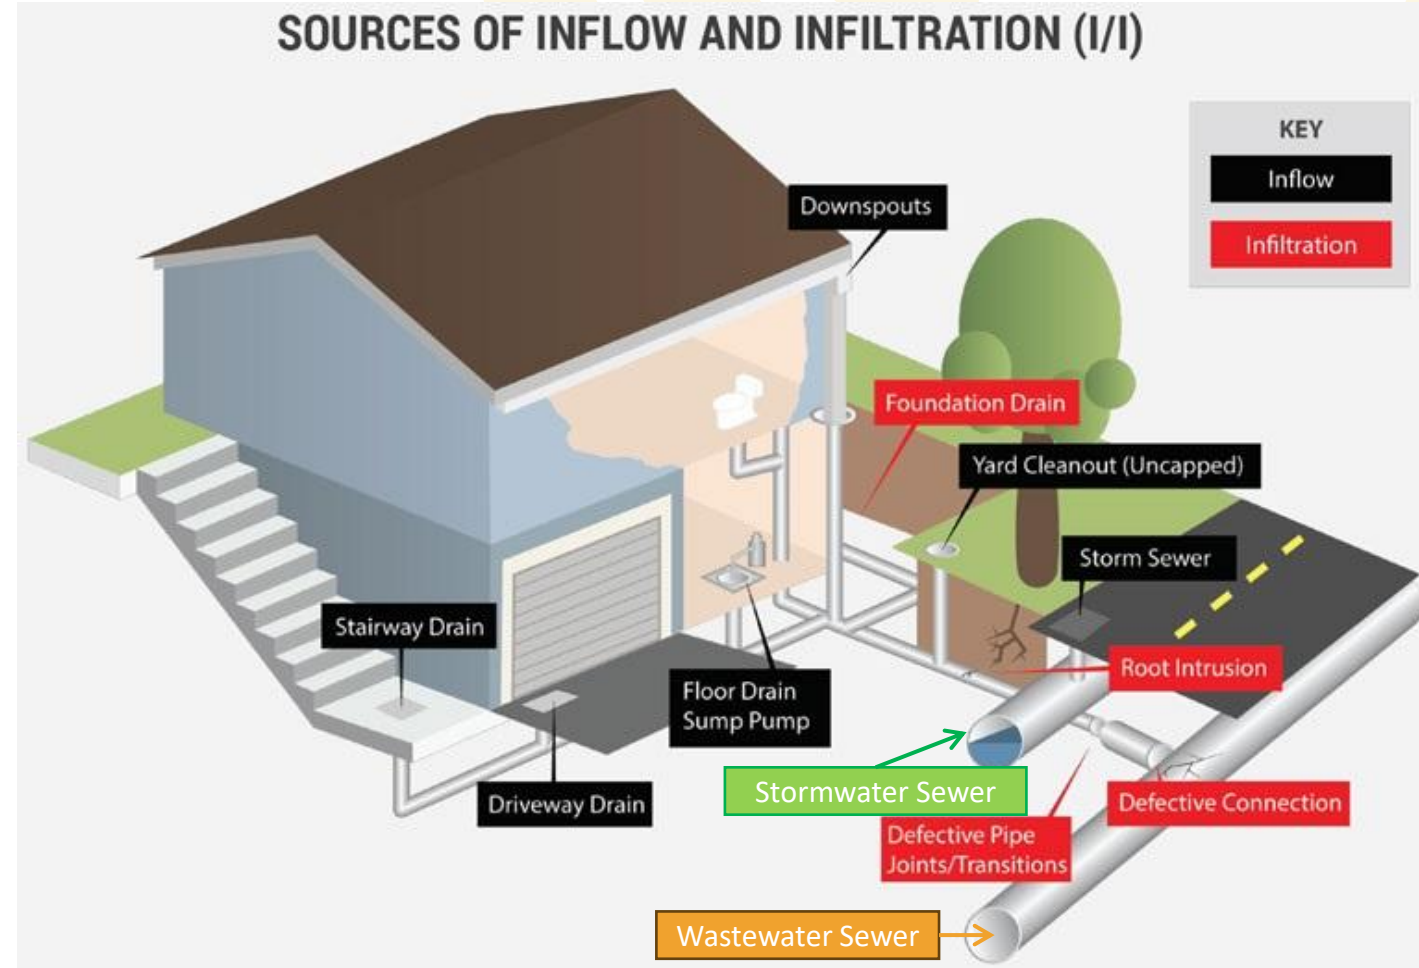 SOURCES OF INFLOW AND INFILTRATION (I/I)
KEY
Inflow
Infiltration
Downspouts
Foundation Drain
Yard Cleanout (Uncapped)
Storm Sewer
Stairway Drain
Root Intrusion
Floor Drain
Sump Pump
Stormwater Sewer
Driveway Drain
Defective Connection
Defective Pipe
Joints/Transitions
Wastewater Sewer